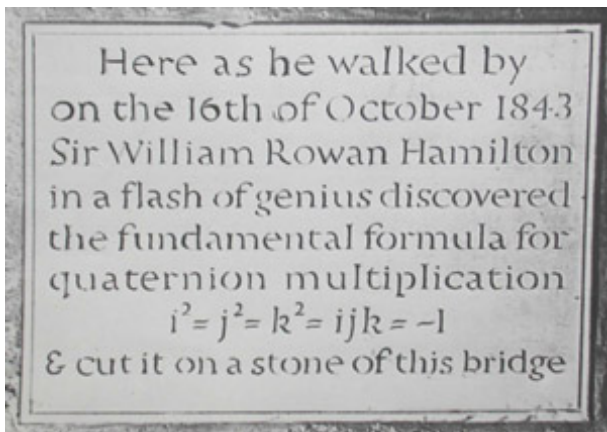 Here as he walked by
on the 16th of October 1843
Sir William Rowan Hamilton
in a flash of genius discovered
the fundamental formula for
quaternion multiplication
i² = j² = k² = ijk = −1
& cut it on a stone of this bridge